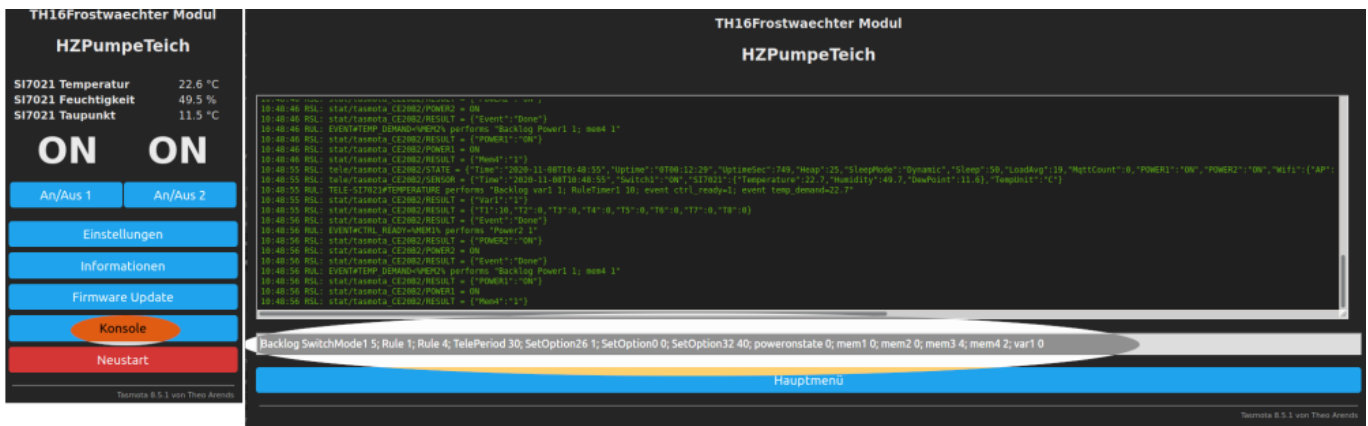 TH16Frostwaechter Modul
HZPumpeTeich
SI7021 Temperatur 22.6 °C
SI7021 Feuchtigkeit 49.5 %
SI7021 Taupunkt 11.5 °C
ON ON
An/Aus 1 An/Aus 2
Einstellungen
Informationen
Firmware Update
Konsole
Neustart
Tasmota 8.5.1 von Theo Arends
TH16Frostwaechter Modul
HZPumpeTeich
10:48:46 RSL: stat/tasmota_CE20B2/POWER2 = ON
10:48:46 RSL: stat/tasmota_CE20B2/RESULT = {"Event":"Done"}
10:48:46 RUL: EVENT#TEMP_DEMAND<%MEM2% performs "Backlog Power1 1; mem4 1"
10:48:46 RSL: stat/tasmota_CE20B2/RESULT = {"POWER1":"ON"}
10:48:46 RSL: stat/tasmota_CE20B2/POWER1 = ON
10:48:46 RSL: stat/tasmota_CE20B2/RESULT = {"Mem4":"1"}
10:48:55 RSL: tele/tasmota_CE20B2/STATE = {"Time":"2020-11-08T10:48:55","Uptime":"0T00:12:29","UptimeSec":749,"Heap":25,"SleepMode":"Dynamic","Sleep":50,"LoadAvg":19,"MqttCount":0,"POWER1":"ON","POWER2":"ON","Wifi":{"AP":
10:48:55 RSL: tele/tasmota_CE20B2/SENSOR = {"Time":"2020-11-08T10:48:55","Switch1":"ON","SI7021":{"Temperature":22.7,"Humidity":49.7,"DewPoint":11.6},"TempUnit":"C"}
10:48:55 RUL: TELE-SI7021#TEMPERATURE performs "Backlog var1 1; RuleTimer1 10; event ctrl_ready=1; event temp_demand=22.7"
10:48:55 RSL: stat/tasmota_CE20B2/RESULT = {"Var1":"1"}
10:48:55 RSL: stat/tasmota_CE20B2/RESULT = {"T1":10,"T2":0,"T3":0,"T4":0,"T5":0,"T6":0,"T7":0,"T8":0}
10:48:56 RSL: stat/tasmota_CE20B2/RESULT = {"Event":"Done"}
10:48:56 RUL: EVENT#CTRL_READY=%MEM1% performs "Power2 1"
10:48:56 RSL: stat/tasmota_CE20B2/RESULT = {"POWER2":"ON"}
10:48:56 RSL: stat/tasmota_CE20B2/POWER2 = ON
10:48:56 RSL: stat/tasmota_CE20B2/RESULT = {"Event":"Done"}
10:48:56 RUL: EVENT#TEMP_DEMAND<%MEM2% performs "Backlog Power1 1; mem4 1"
10:48:56 RSL: stat/tasmota_CE20B2/RESULT = {"POWER1":"ON"}
10:48:56 RSL: stat/tasmota_CE20B2/POWER1 = ON
10:48:56 RSL: stat/tasmota_CE20B2/RESULT = {"Mem4":"1"}
Backlog SwitchMode1 5; Rule 1; Rule 4; TelePeriod 30; SetOption26 1; SetOption0 0; SetOption32 40; poweronstate 0; mem1 0; mem2 0; mem3 4; mem4 2; var1 0
Hauptmenü
Tasmota 8.5.1 von Theo Arends